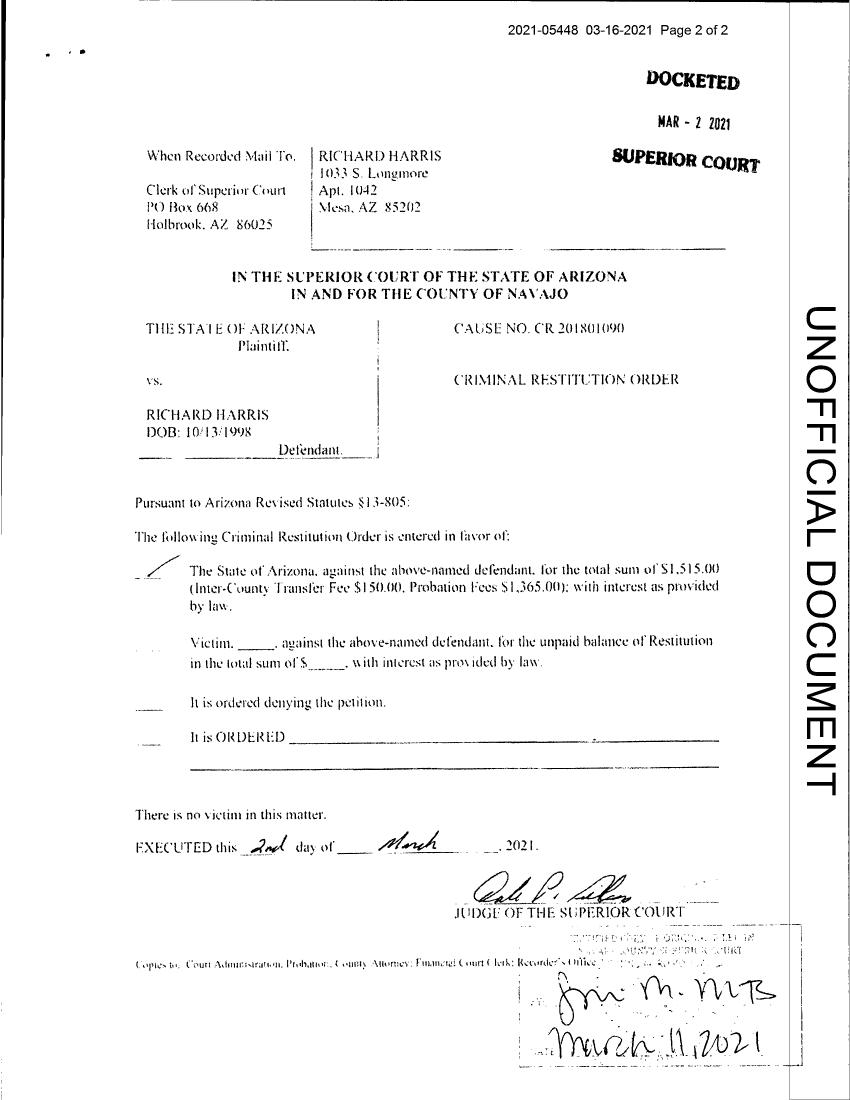 2021-05448 03-16-2021 Page 2 of 2
DOCKETED
MAR - 2 2021
SUPERIOR COURT
When Recorded Mail To:
Clerk of Superior Court
PO Box 668
Holbrook, AZ 86025
RICHARD HARRIS
1033 S. Longmore
Apt. 1042
Mesa, AZ 85202
IN THE SUPERIOR COURT OF THE STATE OF ARIZONA
IN AND FOR THE COUNTY OF NAVAJO
THE STATE OF ARIZONA
Plaintiff,
vs.
RICHARD HARRIS
DOB: 10/13/1998
Defendant.
CAUSE NO. CR 201801090
CRIMINAL RESTITUTION ORDER
Pursuant to Arizona Revised Statutes §13-805:
The following Criminal Restitution Order is entered in favor of:
The State of Arizona, against the above-named defendant, for the total sum of $1,515.00
(Inter-County Transfer Fee $150.00, Probation Fees $1,365.00); with interest as provided
by law.
Victim, _____, against the above-named defendant, for the unpaid balance of Restitution
in the total sum of $_____, with interest as provided by law.
It is ordered denying the petition.
It is ORDERED
There is no victim in this matter.
EXECUTED this 2nd day of March, 2021.
JUDGE OF THE SUPERIOR COURT
Copies to: Court Administration, Probation; County Attorney; Financial Court Clerk; Recorder's Office
March 11, 2021
UNOFFICIAL DOCUMENT